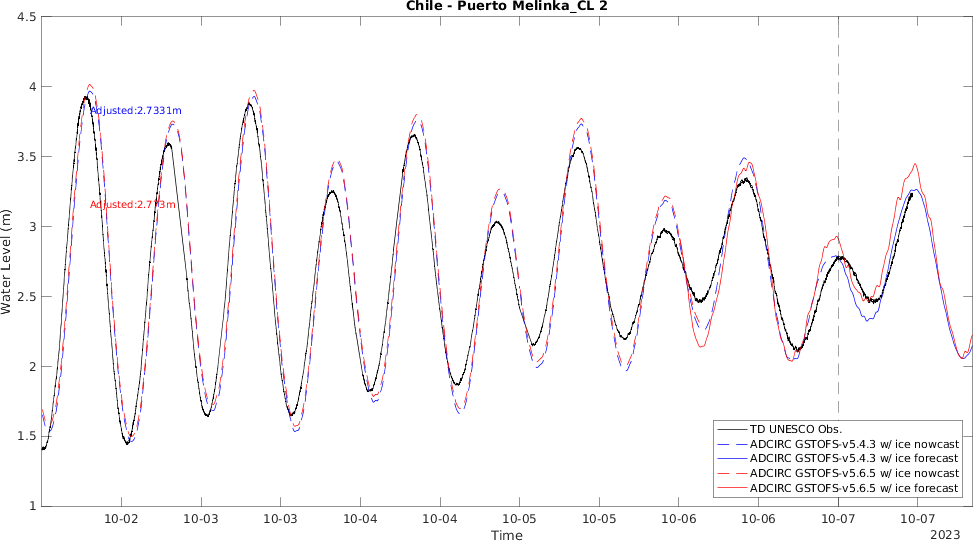 Chile - Puerto Melinka_CL 2
4.5
4
3.5
3
2.5
2
1.5
1
Water Level (m)
Adjusted:2.7331m
10-02
10-03
10-03
10-04
10-04
10-05
10-05
10-06
10-06
10-07
10-07
Time
2023
TD UNESCO Obs.
ADCIRC GSTOFS-v5.4.3 w/ ice nowcast
ADCIRC GSTOFS-v5.4.3 w/ ice forecast
ADCIRC GSTOFS-v5.6.5 w/ ice nowcast
ADCIRC GSTOFS-v5.6.5 w/ ice forecast